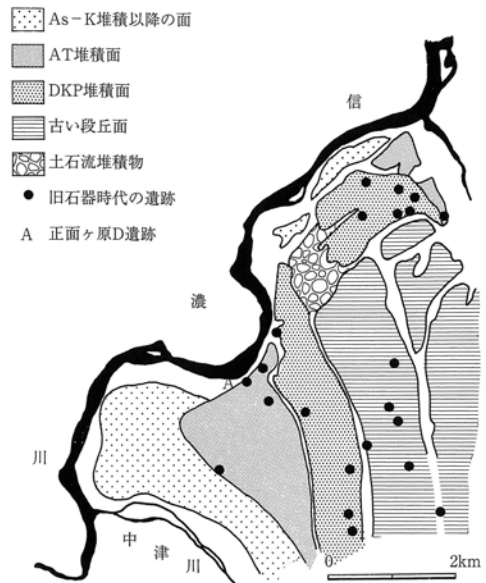 As-K堆積以降の面
AT堆積面
DKP堆積面
古い段丘面
土石流堆積物
旧石器時代の遺跡
A 正面ヶ原D遺跡
信
濃
川
A
中津川
0 2km